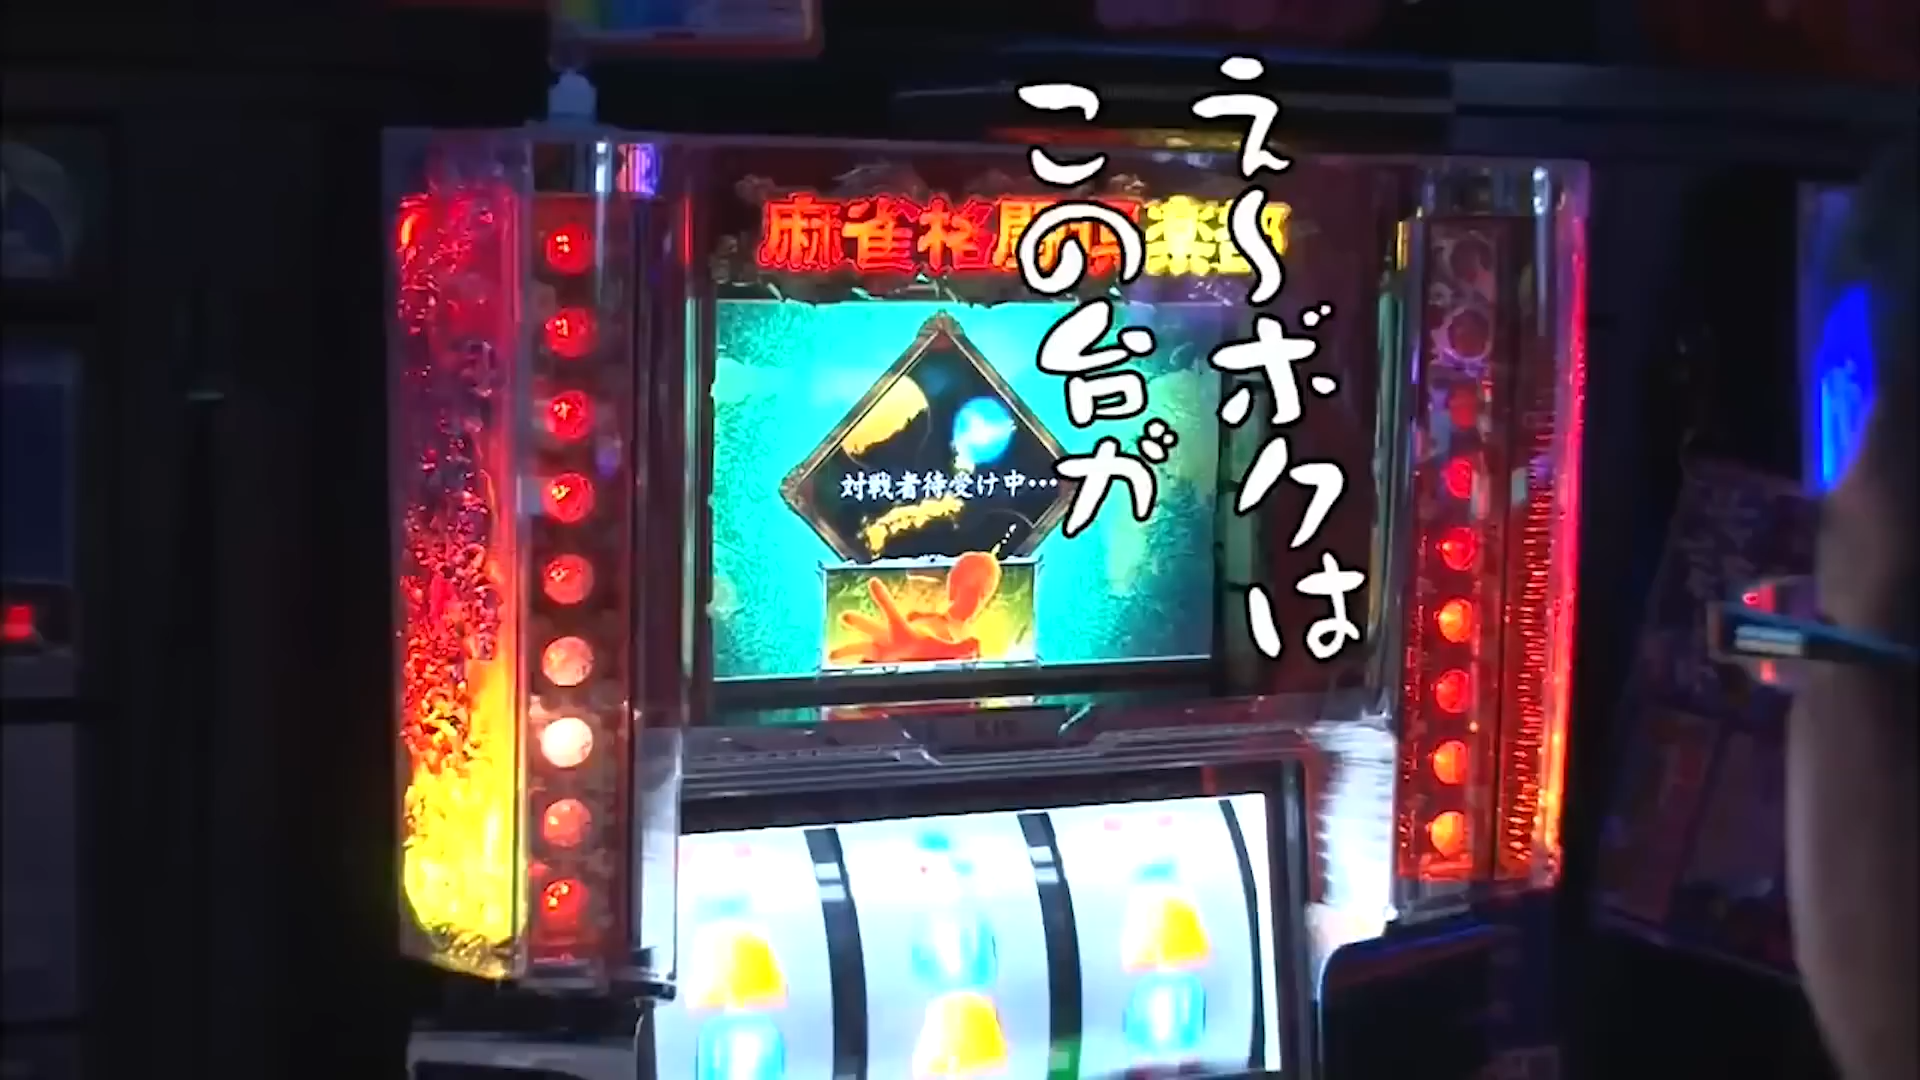 え〜ボクは
この台が
麻雀格闘倶楽部
対戦者待受け中…